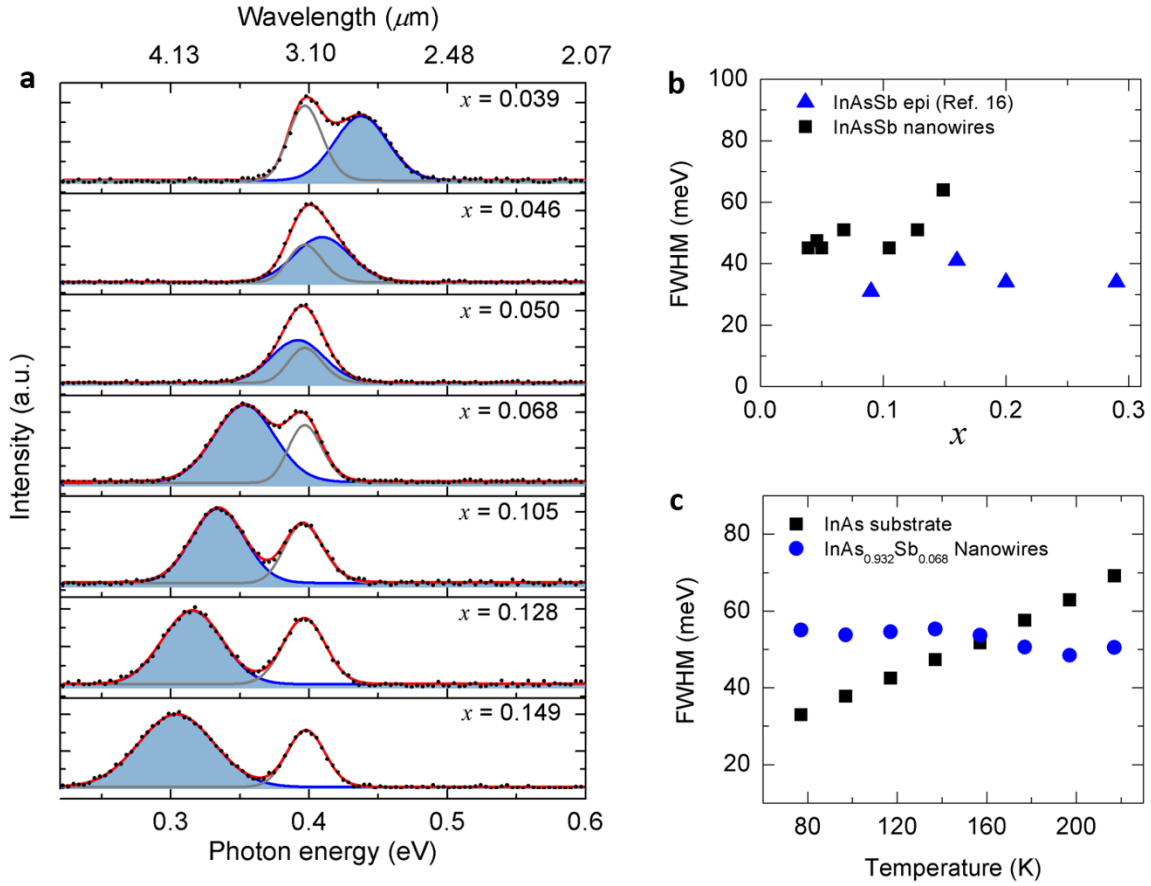 Wavelength (μm)
4.13 3.10 2.48 2.07
a
x = 0.039
x = 0.046
x = 0.050
x = 0.068
x = 0.105
x = 0.128
x = 0.149
Intensity (a.u.)
0.3 0.4 0.5 0.6
Photon energy (eV)
b
100
80
60
40
20
0
FWHM (meV)
InAsSb epi (Ref. 16)
InAsSb nanowires
0.0 0.1 0.2 0.3
x
c
80
60
40
20
FWHM (meV)
InAs substrate
InAs0.932Sb0.068 Nanowires
80 120 160 200
Temperature (K)